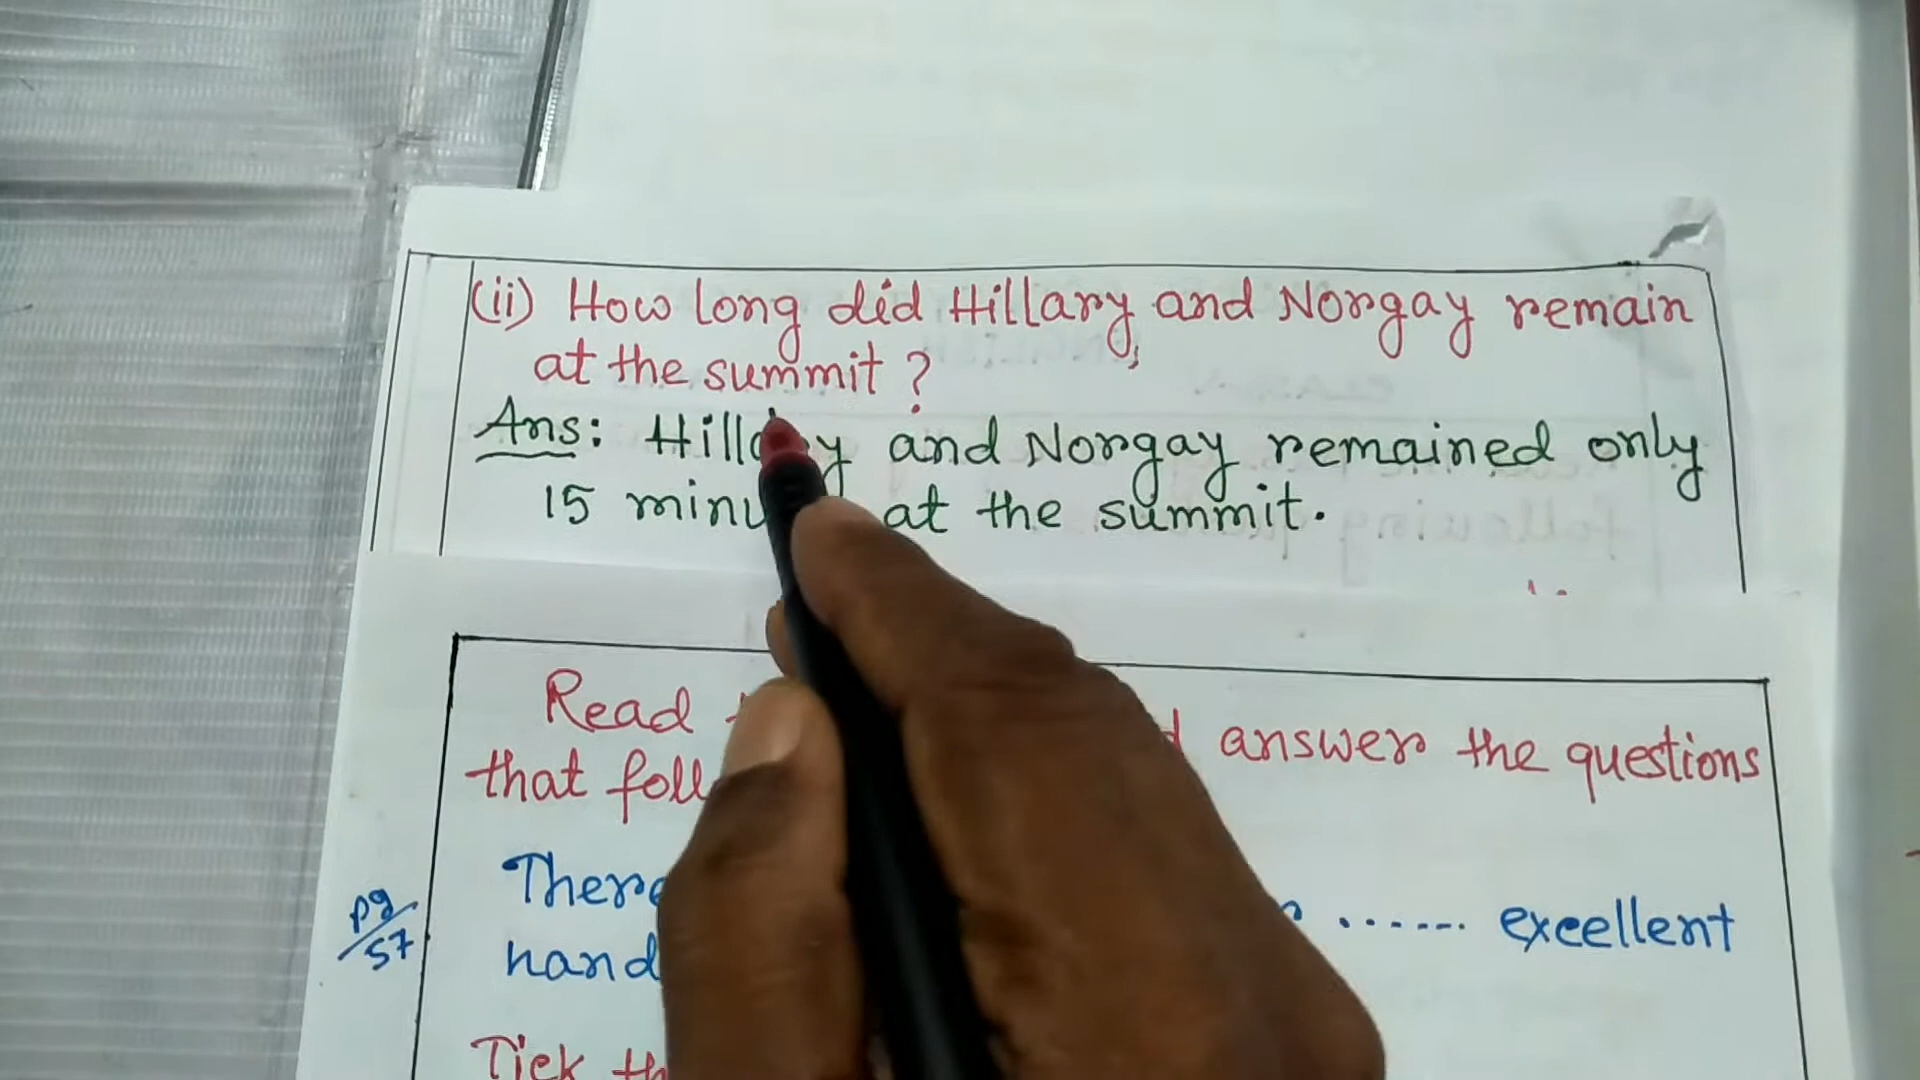 (ii) How long did Hillary and Norgay remain
at the summit ?
Ans: Hillary and Norgay remained only
15 at the summit.
Read answer the questions
that
...... excellent
pg/57
Tick